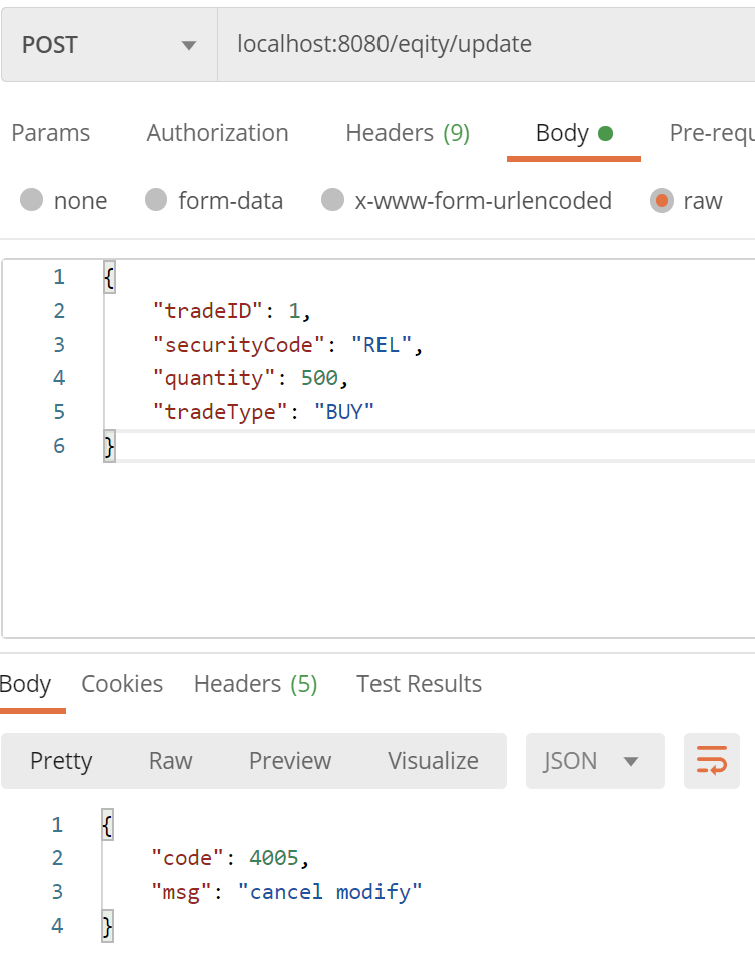 POST localhost:8080/eqity/update
Params Authorization Headers (9) Body Pre-requ
none form-data x-www-form-urlencoded raw
1 {
2 "tradeID": 1,
3 "securityCode": "REL",
4 "quantity": 500,
5 "tradeType": "BUY"
6 }
Body Cookies Headers (5) Test Results
Pretty Raw Preview Visualize JSON
1 {
2 "code": 4005,
3 "msg": "cancel modify"
4 }